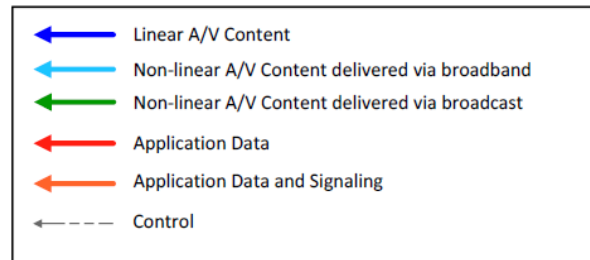 Linear A/V Content
Non-linear A/V Content delivered via broadband
Non-linear A/V Content delivered via broadcast
Application Data
Application Data and Signaling
Control